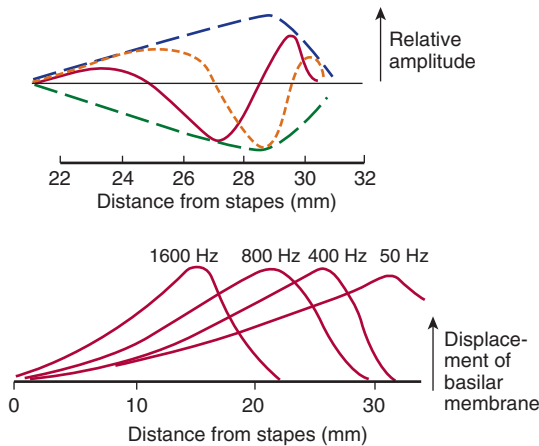 Relative
amplitude
22 24 26 28 30 32
Distance from stapes (mm)
1600 Hz 800 Hz 400 Hz 50 Hz
Displace-
ment of
basilar
membrane
0 10 20 30
Distance from stapes (mm)